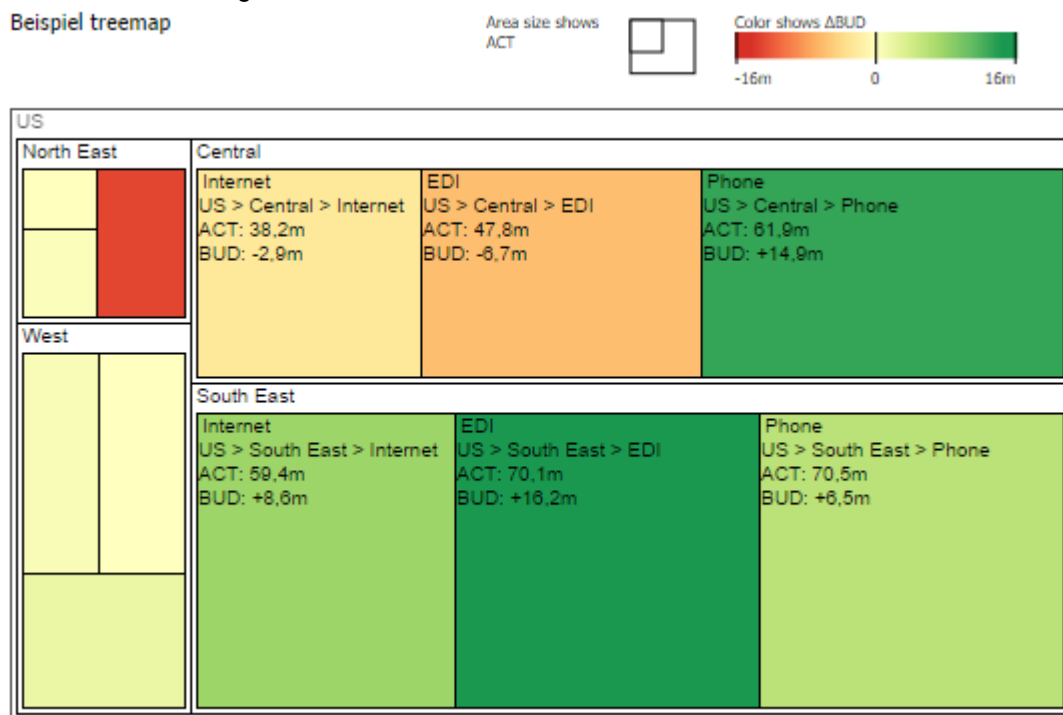 Beispiel treemap
Area size shows
ACT
Color shows ΔBUD
-16m 0 16m
US
North East
Central
Internet
US > Central > Internet
ACT: 38,2m
BUD: -2,9m
EDI
US > Central > EDI
ACT: 47,8m
BUD: -6,7m
Phone
US > Central > Phone
ACT: 61,9m
BUD: +14,9m
West
South East
Internet
US > South East > Internet
ACT: 59,4m
BUD: +8,6m
EDI
US > South East > EDI
ACT: 70,1m
BUD: +16,2m
Phone
US > South East > Phone
ACT: 70,5m
BUD: +6,5m